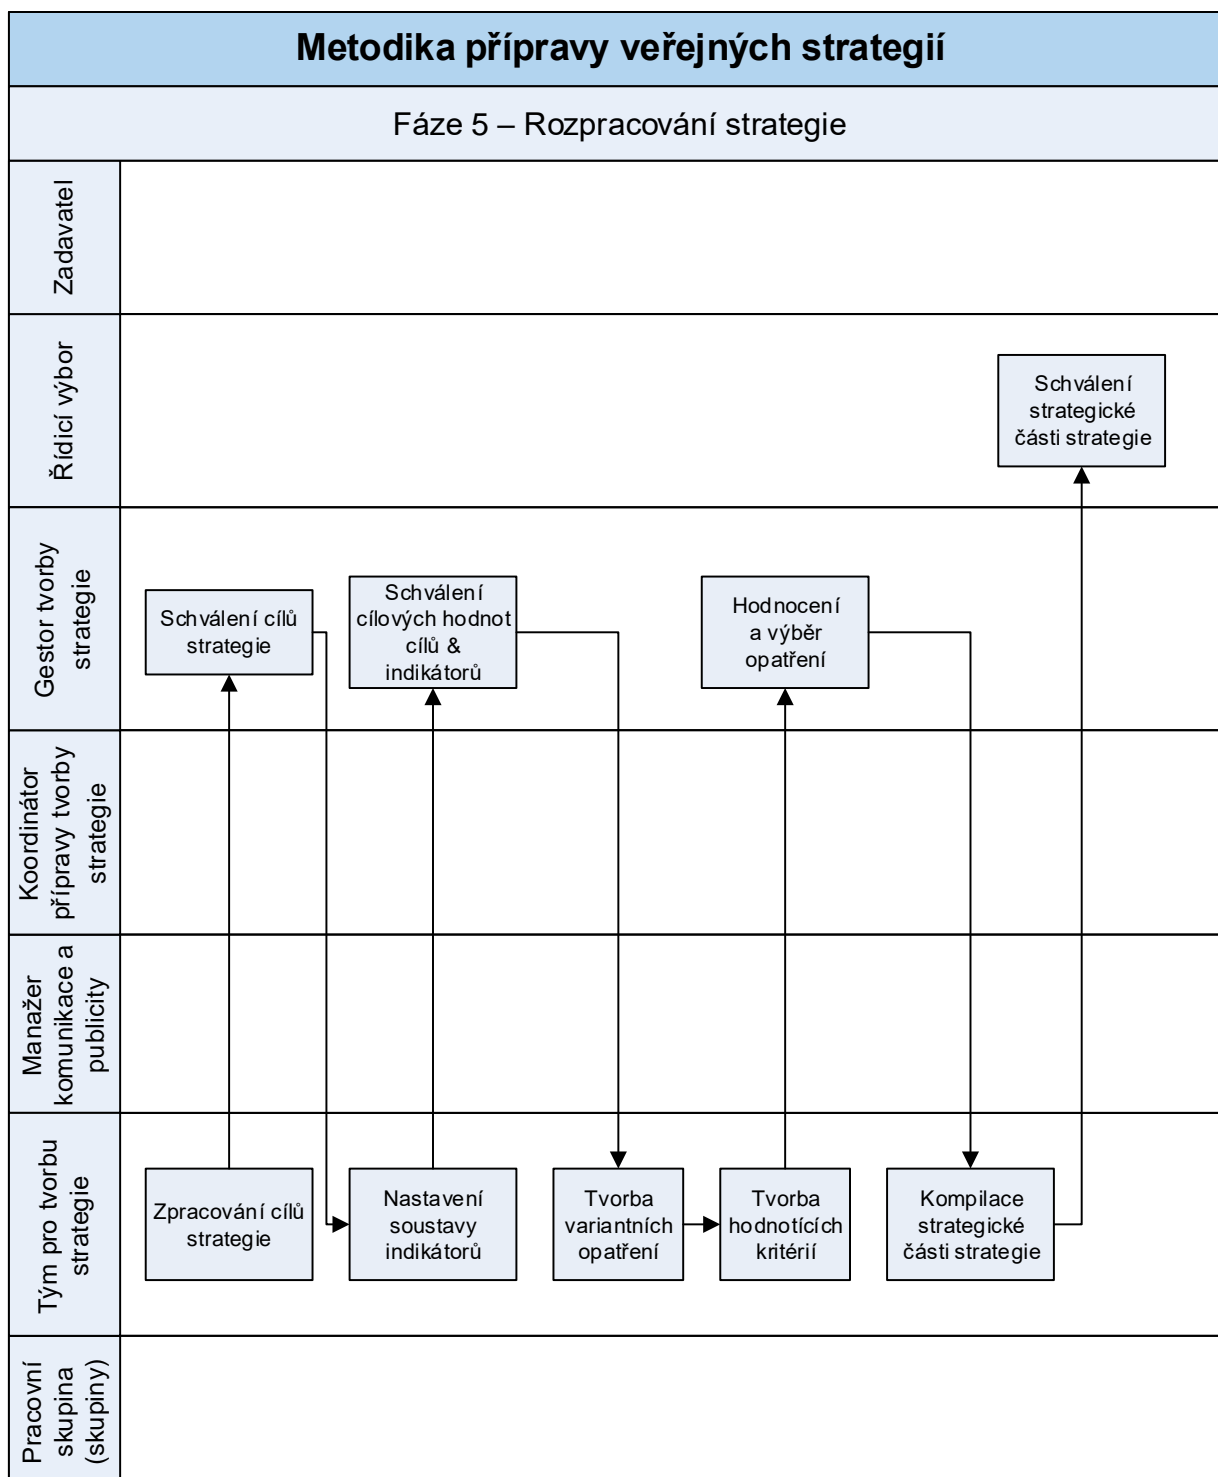 Metodika přípravy veřejných strategií
Fáze 5 – Rozpracování strategie
Zadavatel
Řídicí výbor
Schválení
strategické
části strategie
Gestor tvorby
strategie
Schválení cílů
strategie
Schválení
cílových hodnot
cílů &
indikátorů
Hodnocení
a výběr
opatření
Koordinátor
přípravy tvorby
strategie
Manažer
komunikace a
publicity
Tým pro tvorbu
strategie
Zpracování cílů
strategie
Nastavení
soustavy
indikátorů
Tvorba
variantních
opatření
Tvorba
hodnotících
kritérií
Kompilace
strategické
části strategie
Pracovní
skupina
(skupiny)